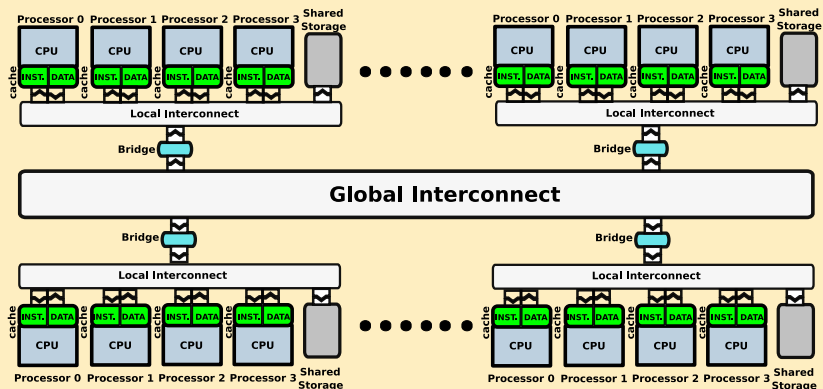 Processor 0 Processor 1 Processor 2 Processor 3 Shared Storage
CPU CPU CPU CPU
cache INST. DATA cache INST. DATA cache INST. DATA cache INST. DATA
Local Interconnect
Bridge
Processor 0 Processor 1 Processor 2 Processor 3 Shared Storage
CPU CPU CPU CPU
cache INST. DATA cache INST. DATA cache INST. DATA cache INST. DATA
Local Interconnect
Bridge
Global Interconnect
Bridge
Local Interconnect
cache INST. DATA cache INST. DATA cache INST. DATA cache INST. DATA
CPU CPU CPU CPU
Processor 0 Processor 1 Processor 2 Processor 3 Shared Storage
Bridge
Local Interconnect
cache INST. DATA cache INST. DATA cache INST. DATA cache INST. DATA
CPU CPU CPU CPU
Processor 0 Processor 1 Processor 2 Processor 3 Shared Storage